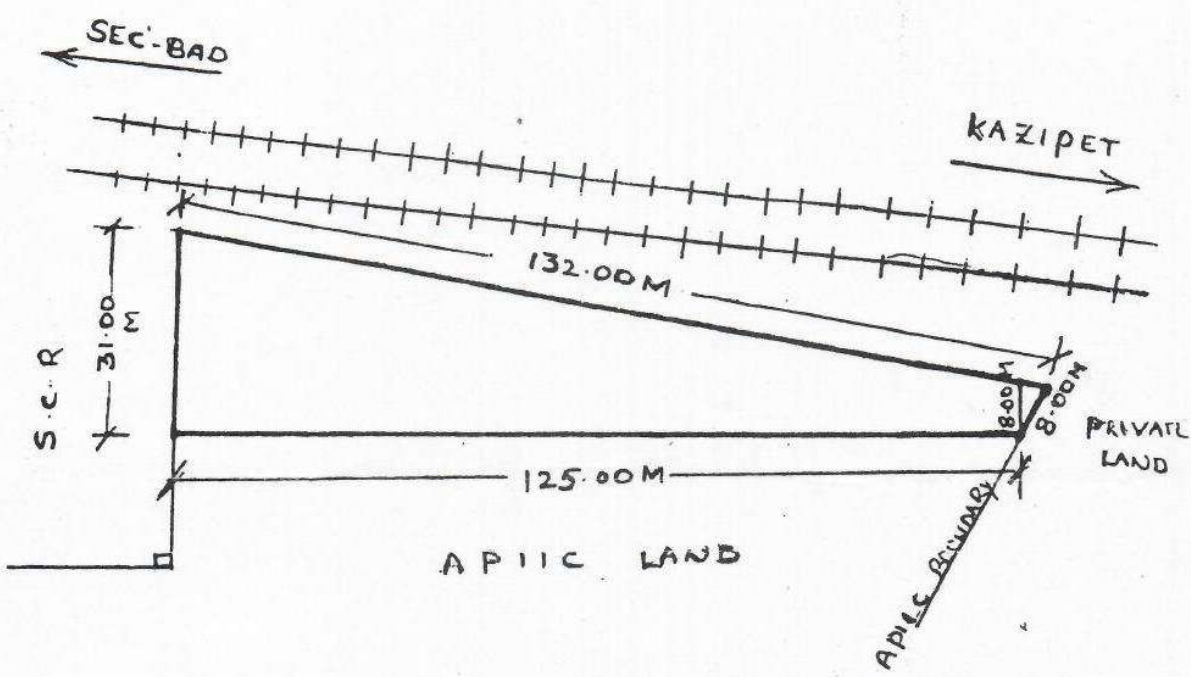 SEC'-BAD
KAZIPET
132.00M
31.00 M
S.C.R
8.00M
8.00M
PRIVATE
LAND
125.00M
APIIC LAND
APIIC BOUNDARY